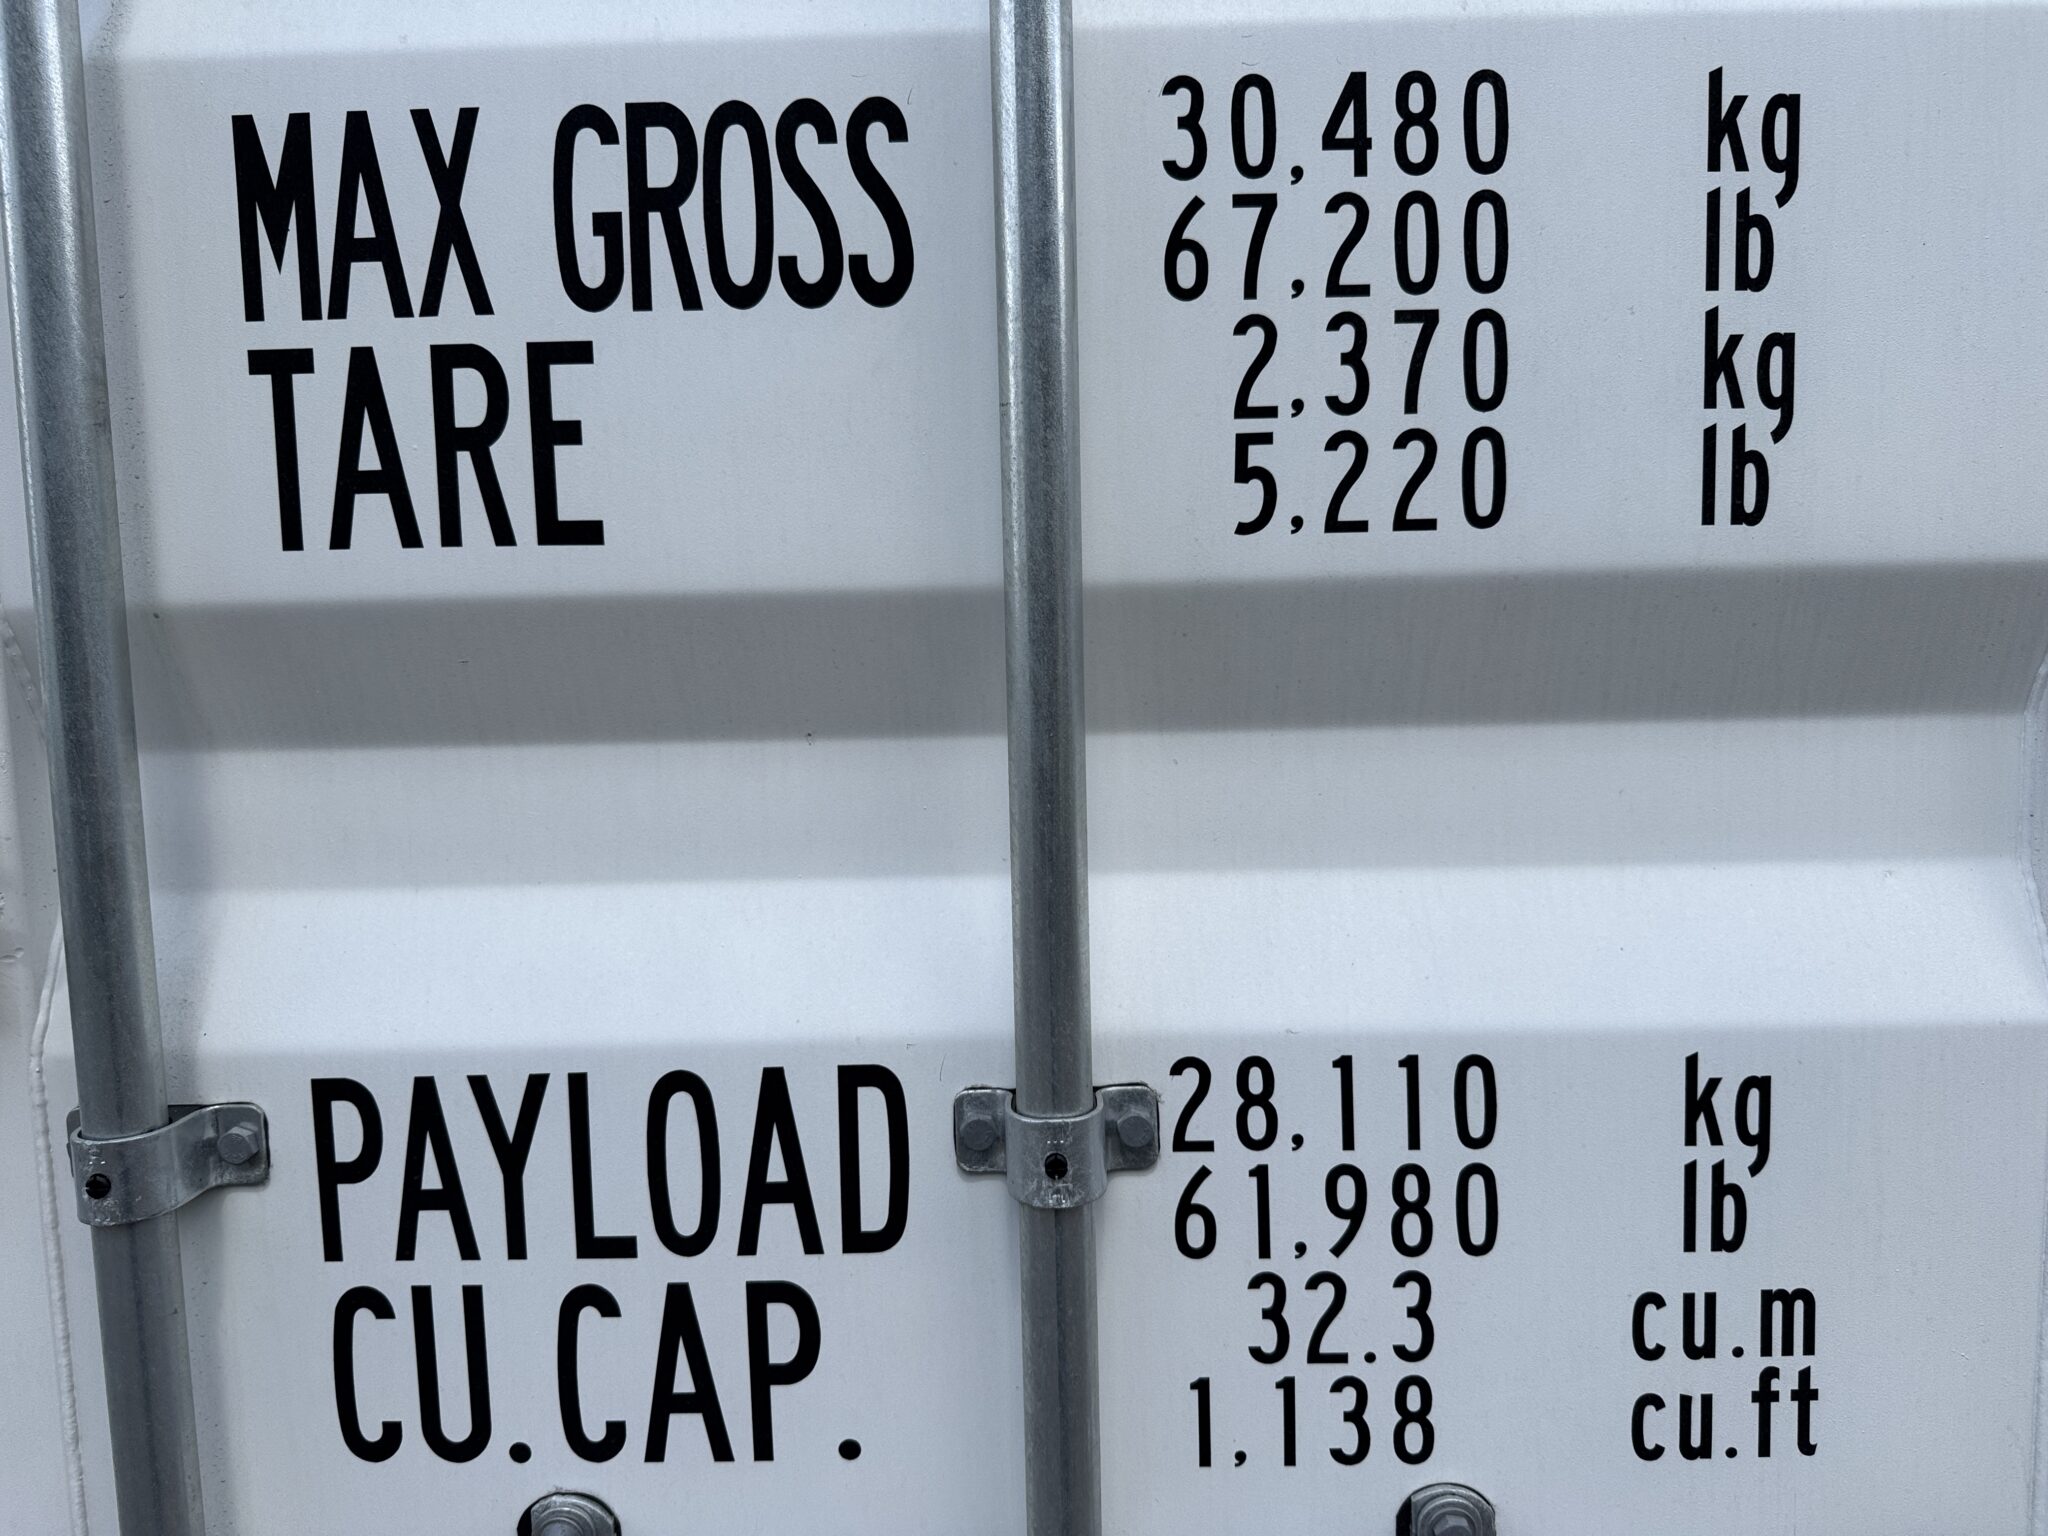 MAX GROSS 30,480 kg
67,200 lb
TARE 2,370 kg
5,220 lb
PAYLOAD 28,110 kg
61,980 lb
CU.CAP. 32.3 cu.m
1,138 cu.ft